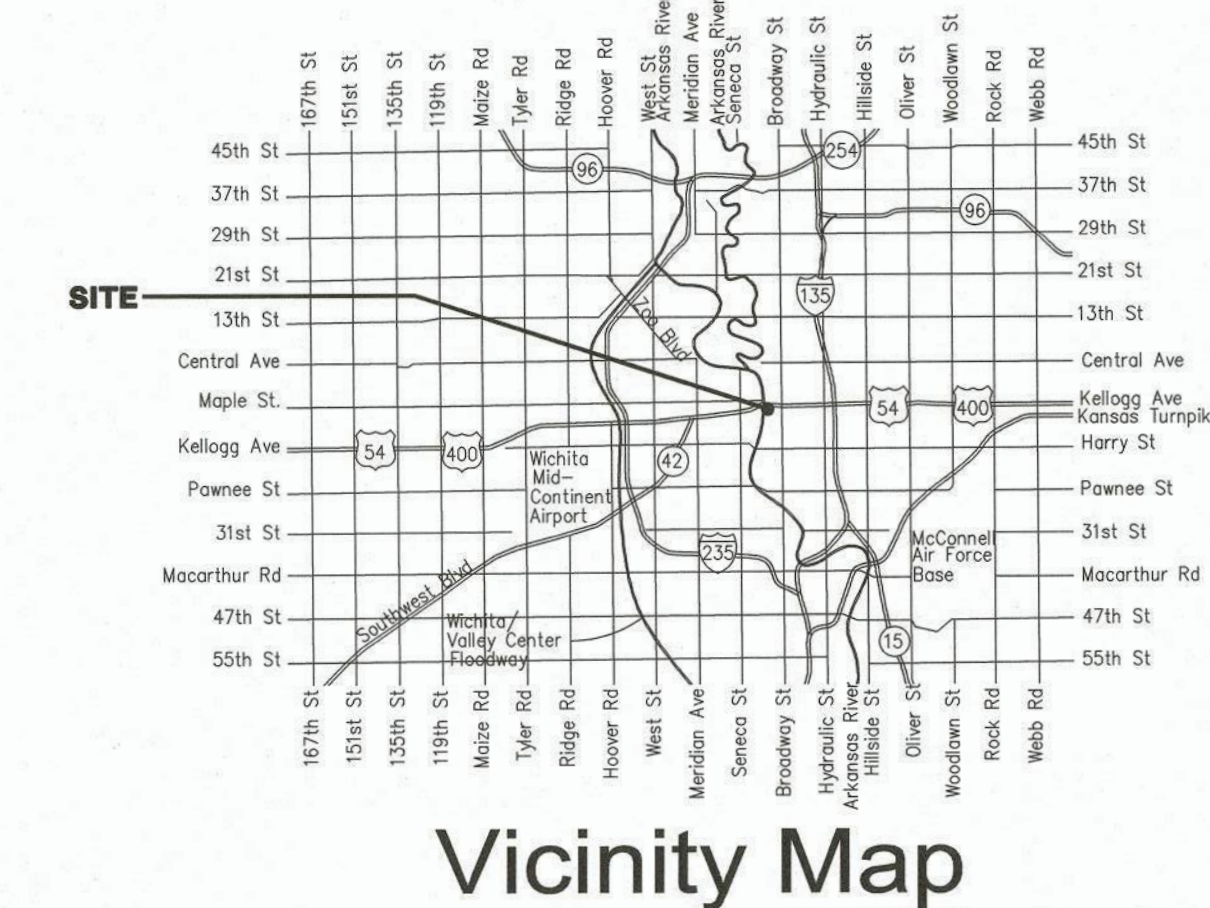 167th St
151st St
135th St
119th St
Maize Rd
Tyler Rd
Ridge Rd
Hoover Rd
West St
Arkansas River
Meridian Ave
Arkansas River
Seneca St
Broadway St
Hydraulic St
Hillside St
Oliver St
Woodlawn St
Rock Rd
Webb Rd
45th St
37th St
29th St
21st St
SITE
13th St
Central Ave
Maple St.
Kellogg Ave
Pawnee St
31st St
Macarthur Rd
47th St
55th St
96
254
96
135
Zoo Blvd
54
400
54
400
42
Wichita
Mid-
Continent
Airport
235
McConnell
Air Force
Base
Southwest Blvd
Wichita/
Valley Center
Floodway
15
45th St
37th St
29th St
21st St
13th St
Central Ave
Kellogg Ave
Kansas Turnpik
Harry St
Pawnee St
31st St
Macarthur Rd
47th St
55th St
167th St
151st St
135th St
119th St
Maize Rd
Tyler Rd
Ridge Rd
Hoover Rd
West St
Meridian Ave
Seneca St
Broadway St
Hydraulic St
Arkansas River
Hillside St
Oliver St
Woodlawn St
Rock Rd
Webb Rd
Vicinity Map